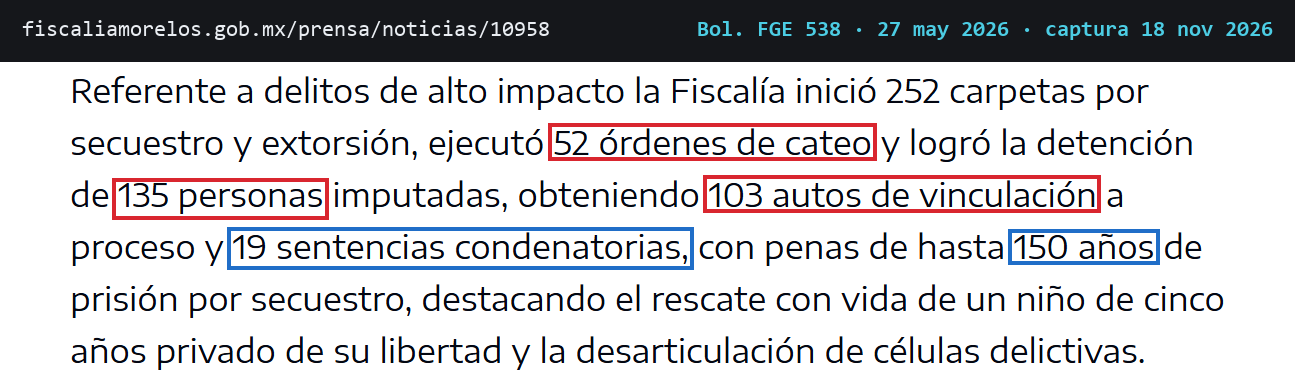 fiscaliamorelos.gob.mx/prensa/noticias/10958
Bol. FGE 538 · 27 may 2026 · captura 18 nov 2026
Referente a delitos de alto impacto la Fiscalía inició 252 carpetas por
secuestro y extorsión, ejecutó 52 órdenes de cateo y logró la detención
de 135 personas imputadas, obteniendo 103 autos de vinculación a
proceso y 19 sentencias condenatorias, con penas de hasta 150 años de
prisión por secuestro, destacando el rescate con vida de un niño de cinco
años privado de su libertad y la desarticulación de células delictivas.